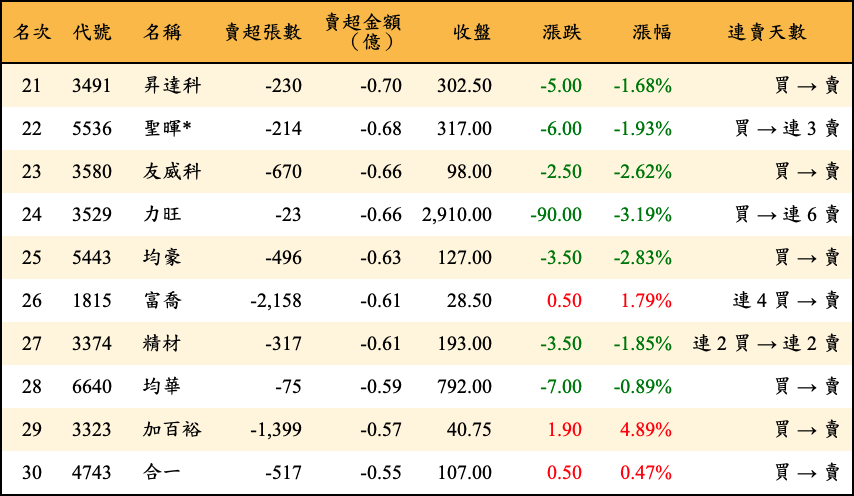 名次 代號 名稱 賣超張數 賣超金額（億） 收盤 漲跌 漲幅 連賣天數
21 3491 昇達科 -230 -0.70 302.50 -5.00 -1.68% 買 → 賣
22 5536 聖暉* -214 -0.68 317.00 -6.00 -1.93% 買 → 連 3 賣
23 3580 友威科 -670 -0.66 98.00 -2.50 -2.62% 買 → 賣
24 3529 力旺 -23 -0.66 2,910.00 -90.00 -3.19% 買 → 連 6 賣
25 5443 均豪 -496 -0.63 127.00 -3.50 -2.83% 買 → 賣
26 1815 富喬 -2,158 -0.61 28.50 0.50 1.79% 連 4 買 → 賣
27 3374 精材 -317 -0.61 193.00 -3.50 -1.85% 連 2 買 → 連 2 賣
28 6640 均華 -75 -0.59 792.00 -7.00 -0.89% 買 → 賣
29 3323 加百裕 -1,399 -0.57 40.75 1.90 4.89% 買 → 賣
30 4743 合一 -517 -0.55 107.00 0.50 0.47% 買 → 賣